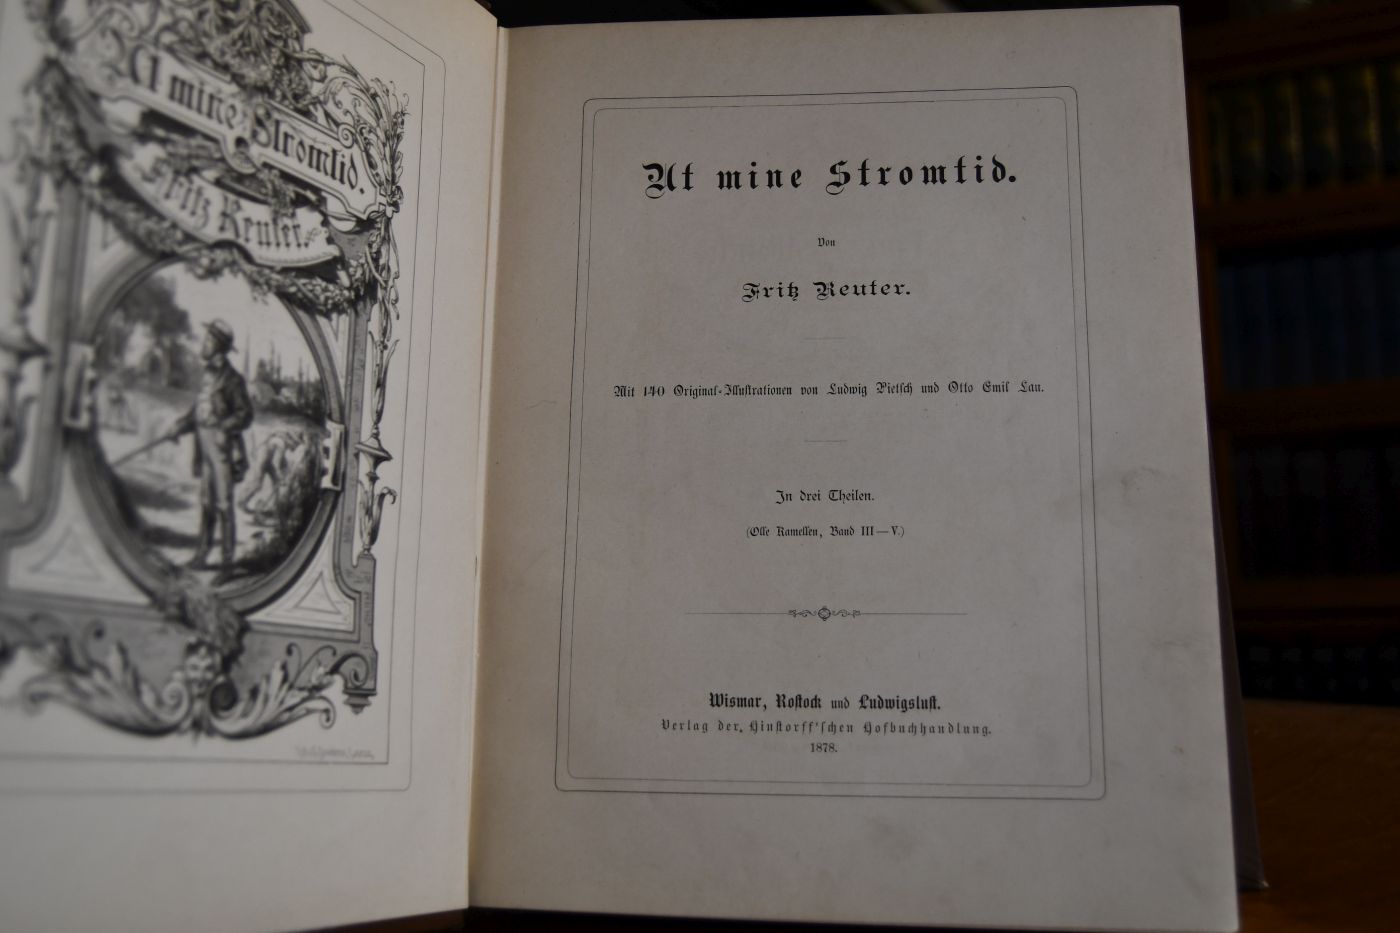 Ut mine Stromtid.
Fritz Reuter.
Ut mine Stromtid.
Von
Fritz Reuter.
Mit 140 Original-Illustrationen von Ludwig Pietsch und Otto Emil Lau.
In drei Theilen.
(Olle Kamellen, Band III—V.)
Wismar, Rostock und Ludwigslust.
Verlag der Hinstorff'schen Hofbuchhandlung.
1878.